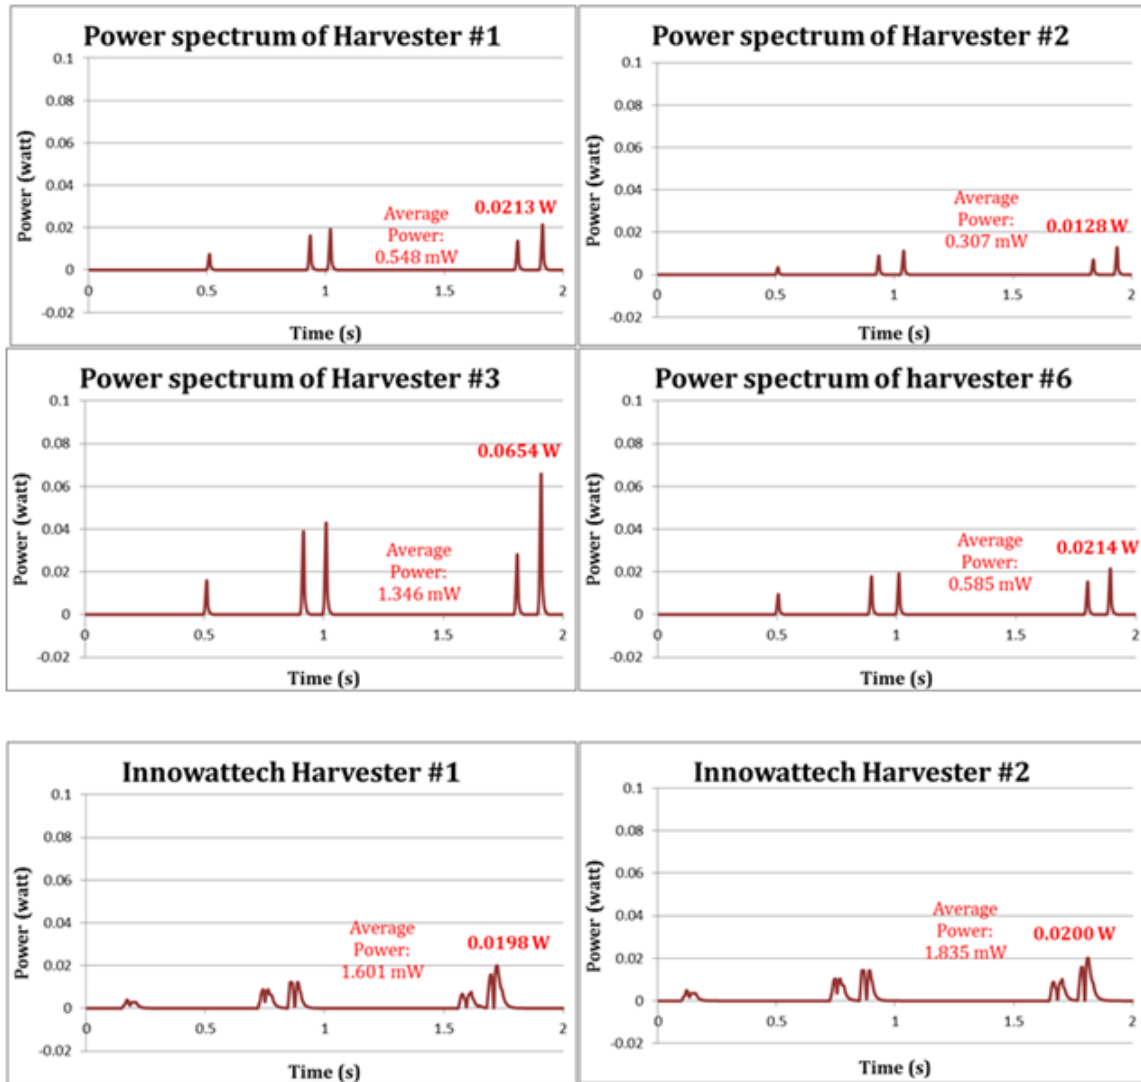 Power spectrum of Harvester #1
0.1
0.08
0.06
0.04
0.02
0
-0.02
Power (watt)
Average
Power:
0.548 mW
0.0213 W
0
0.5
1
1.5
2
Time (s)
Power spectrum of Harvester #2
0.1
0.08
0.06
0.04
0.02
0
-0.02
Power (watt)
Average
Power:
0.307 mW
0.0128 W
0
0.5
1
1.5
2
Time (s)
Power spectrum of Harvester #3
0.1
0.08
0.06
0.04
0.02
0
-0.02
Power (watt)
0.0654 W
Average
Power:
1.346 mW
0
0.5
1
1.5
2
Time (s)
Power spectrum of harvester #6
0.1
0.08
0.06
0.04
0.02
0
-0.02
Power (watt)
Average
Power:
0.585 mW
0.0214 W
0
0.5
1
1.5
2
Time (s)
Innowattech Harvester #1
0.1
0.08
0.06
0.04
0.02
0
-0.02
Power (watt)
Average
Power:
1.601 mW
0.0198 W
0
0.5
1
1.5
2
Time (s)
Innowattech Harvester #2
0.1
0.08
0.06
0.04
0.02
0
-0.02
Power (watt)
Average
Power:
1.835 mW
0.0200 W
0
0.5
1
1.5
2
Time (s)